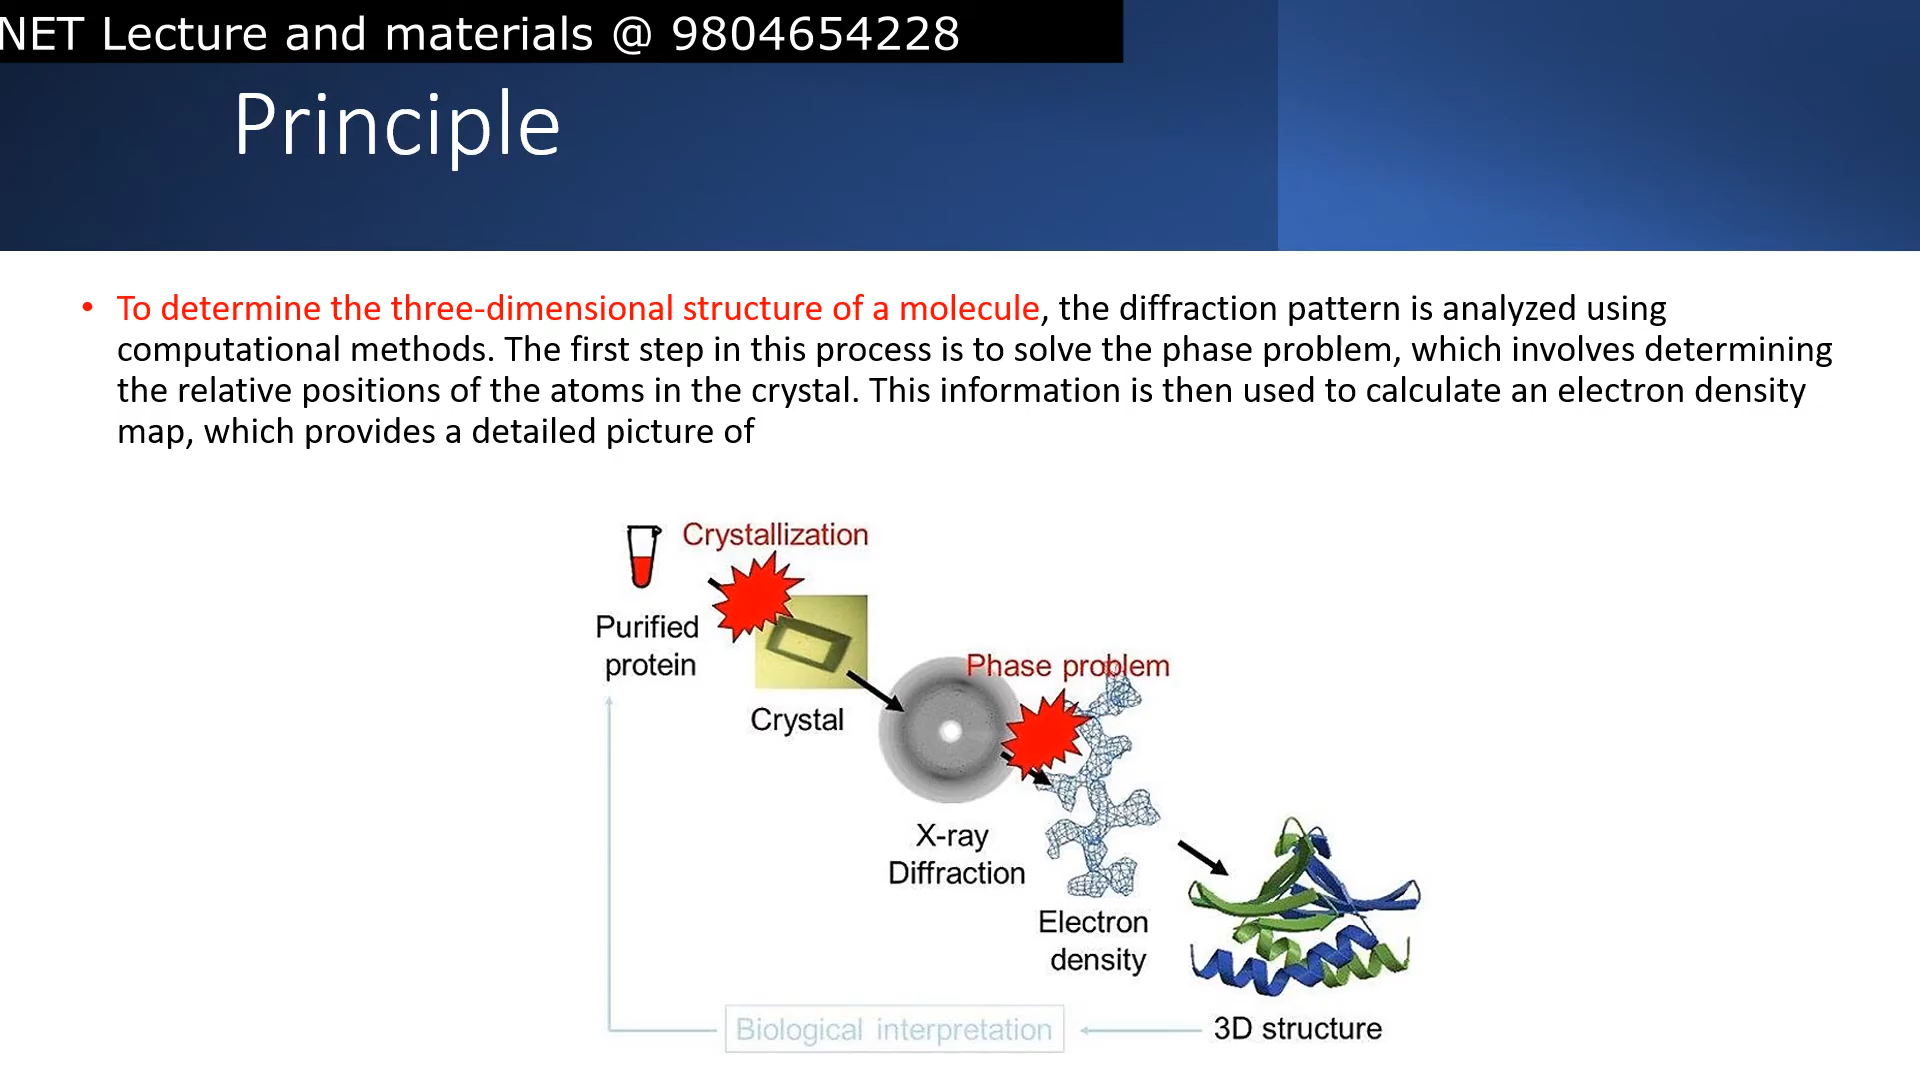 NET Lecture and materials @ 9804654228
Principle
• To determine the three-dimensional structure of a molecule, the diffraction pattern is analyzed using
computational methods. The first step in this process is to solve the phase problem, which involves determining
the relative positions of the atoms in the crystal. This information is then used to calculate an electron density
map, which provides a detailed picture of
Crystallization
Purified
protein
Crystal
Phase problem
X-ray
Diffraction
Electron
density
3D structure
Biological interpretation